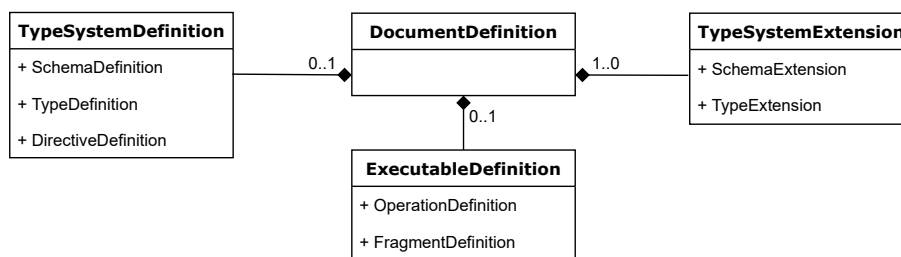 TypeSystemDefinition
+ SchemaDefinition
+ TypeDefinition
+ DirectiveDefinition
0..1
DocumentDefinition
1..0
0..1
TypeSystemExtension
+ SchemaExtension
+ TypeExtension
ExecutableDefinition
+ OperationDefinition
+ FragmentDefinition